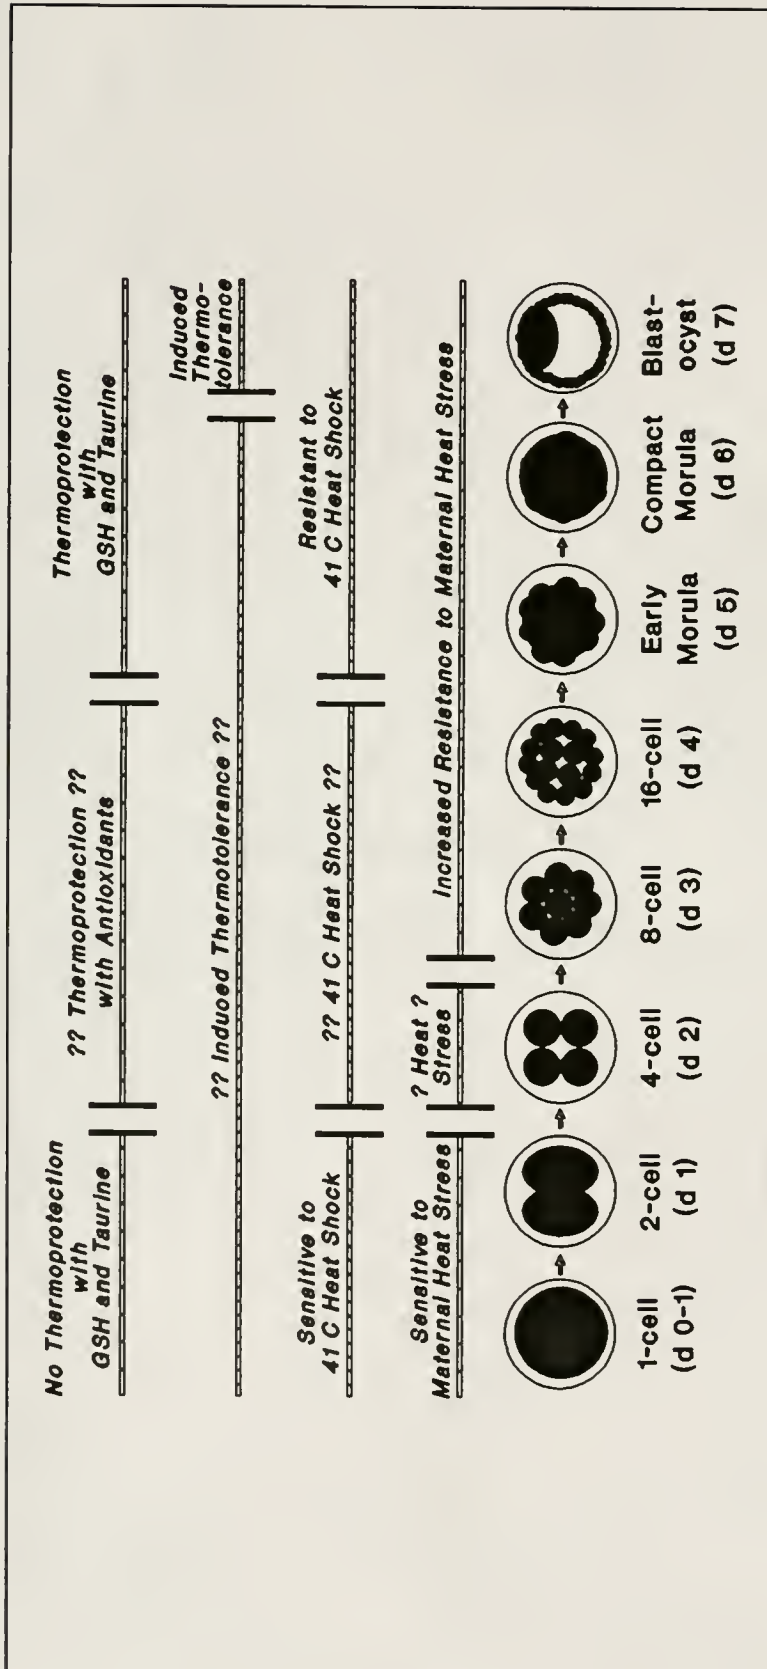 No Thermoprotection
with
GSH and Taurine
?? Thermoprotection ??
with Antioxidants
Thermoprotection
with
GSH and Taurine
?? Induced Thermotolerance ??
Induced
Thermo-
tolerance
Sensitive to
41 C Heat Shock
?? 41 C Heat Shock ??
Resistant to
41 C Heat Shock
Sensitive to
Maternal Heat Stress
? Heat ?
Stress
Increased Resistance to Maternal Heat Stress
1-cell
(d 0-1)
2-cell
(d 1)
4-cell
(d 2)
8-cell
(d 3)
16-cell
(d 4)
Early
Morula
(d 5)
Compact
Morula
(d 6)
Blast-
ocyst
(d 7)